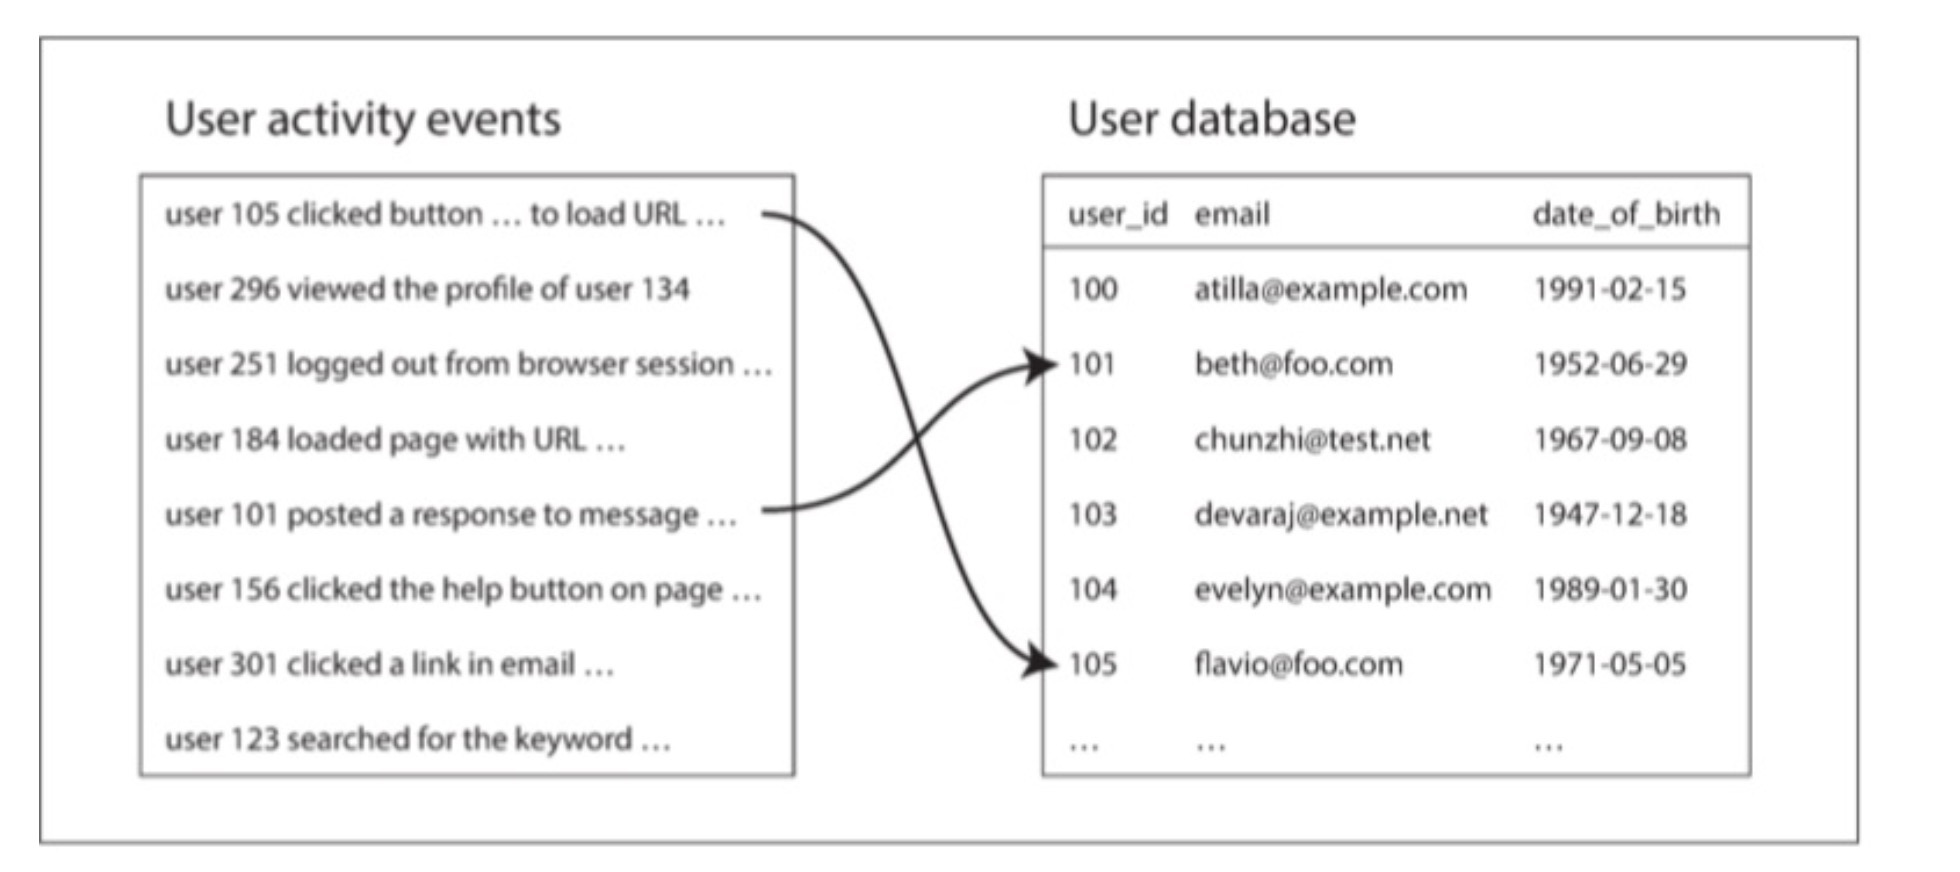 User activity events
user 105 clicked button … to load URL …
user 296 viewed the profile of user 134
user 251 logged out from browser session …
user 184 loaded page with URL …
user 101 posted a response to message …
user 156 clicked the help button on page …
user 301 clicked a link in email …
user 123 searched for the keyword …
User database
user_id email date_of_birth
100 atilla@example.com 1991-02-15
101 beth@foo.com 1952-06-29
102 chunzhi@test.net 1967-09-08
103 devaraj@example.net 1947-12-18
104 evelyn@example.com 1989-01-30
105 flavio@foo.com 1971-05-05
… … …